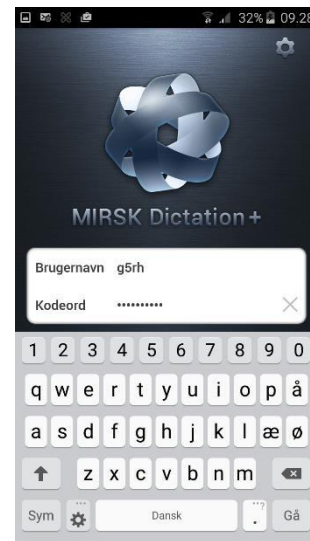 32% 09.28
MIRSK Dictation+
Brugernavn g5rh
Kodeord ••••••••••
1 2 3 4 5 6 7 8 9 0
q w e r t y u i o p å
a s d f g h j k l æ ø
z x c v b n m
Sym Dansk ...? . Gå